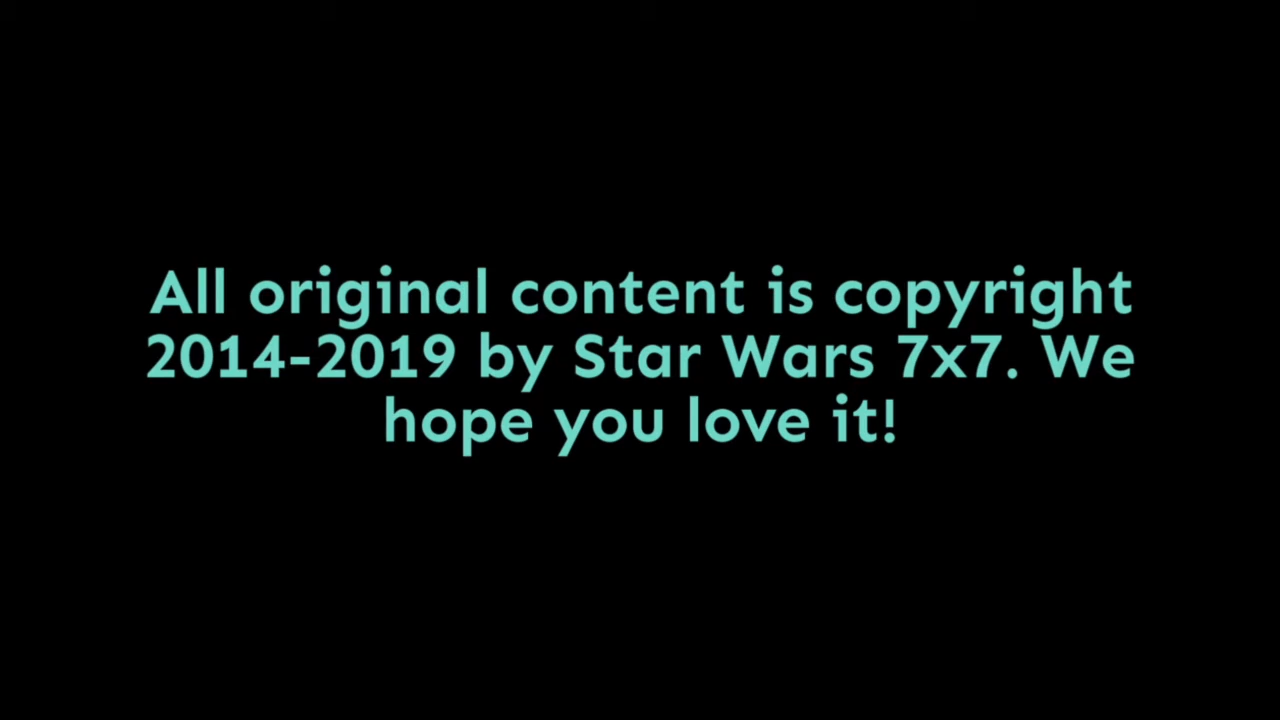 All original content is copyright
2014-2019 by Star Wars 7x7. We
hope you love it!